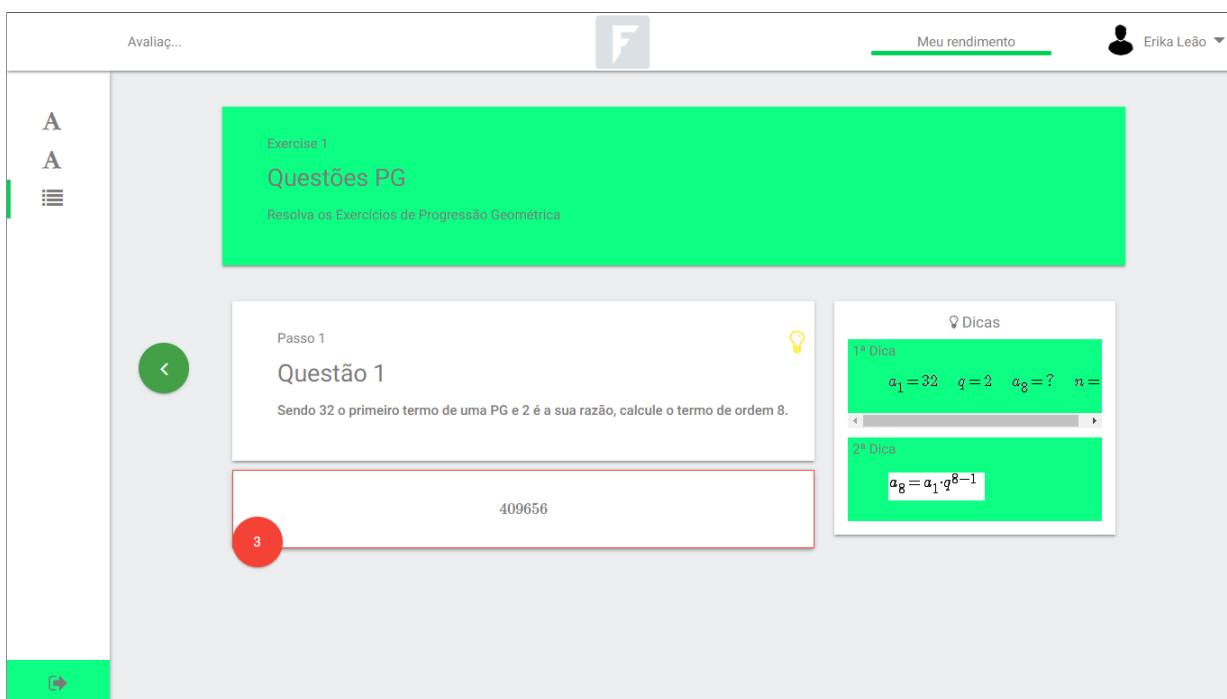 Avaliaç...
Meu rendimento
Erika Leão
A
A
Exercise 1
Questões PG
Resolva os Exercícios de Progressão Geométrica
Passo 1
Questão 1
Sendo 32 o primeiro termo de uma PG e 2 é a sua razão, calcule o termo de ordem 8.
409656
3
Dicas
1ª Dica
a₁=32 q=2 a₈=? n=
2ª Dica
a₈=a₁·q⁸⁻¹